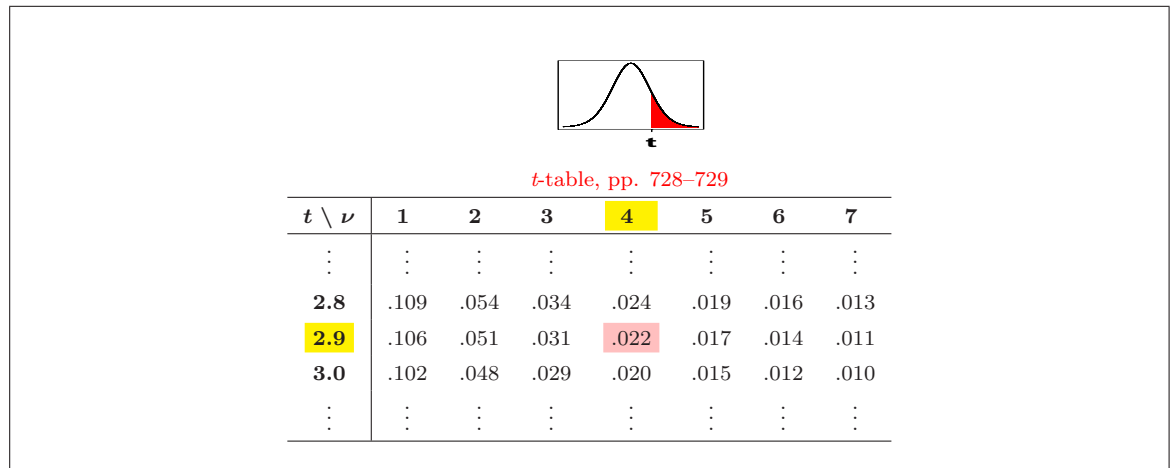 t
t-table, pp. 728–729
t \ ν 1 2 3 4 5 6 7
⋮ ⋮ ⋮ ⋮ ⋮ ⋮ ⋮ ⋮
2.8 .109 .054 .034 .024 .019 .016 .013
2.9 .106 .051 .031 .022 .017 .014 .011
3.0 .102 .048 .029 .020 .015 .012 .010
⋮ ⋮ ⋮ ⋮ ⋮ ⋮ ⋮ ⋮